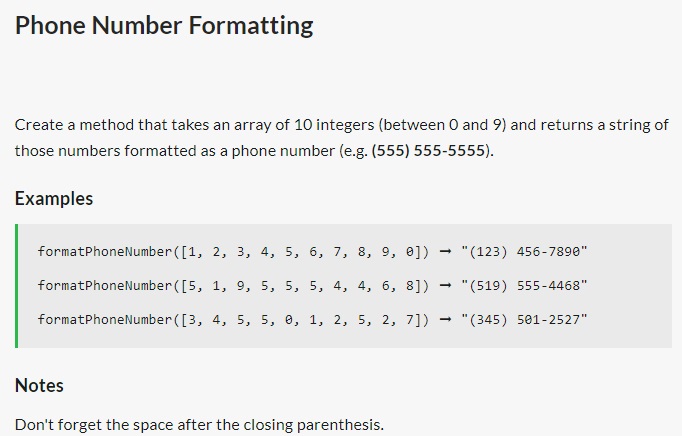 Phone Number Formatting
Create a method that takes an array of 10 integers (between 0 and 9) and returns a string of
those numbers formatted as a phone number (e.g. (555) 555-5555).
Examples
formatPhoneNumber([1, 2, 3, 4, 5, 6, 7, 8, 9, 0]) ➞ "(123) 456-7890"
formatPhoneNumber([5, 1, 9, 5, 5, 5, 4, 4, 6, 8]) ➞ "(519) 555-4468"
formatPhoneNumber([3, 4, 5, 5, 0, 1, 2, 5, 2, 7]) ➞ "(345) 501-2527"
Notes
Don't forget the space after the closing parenthesis.